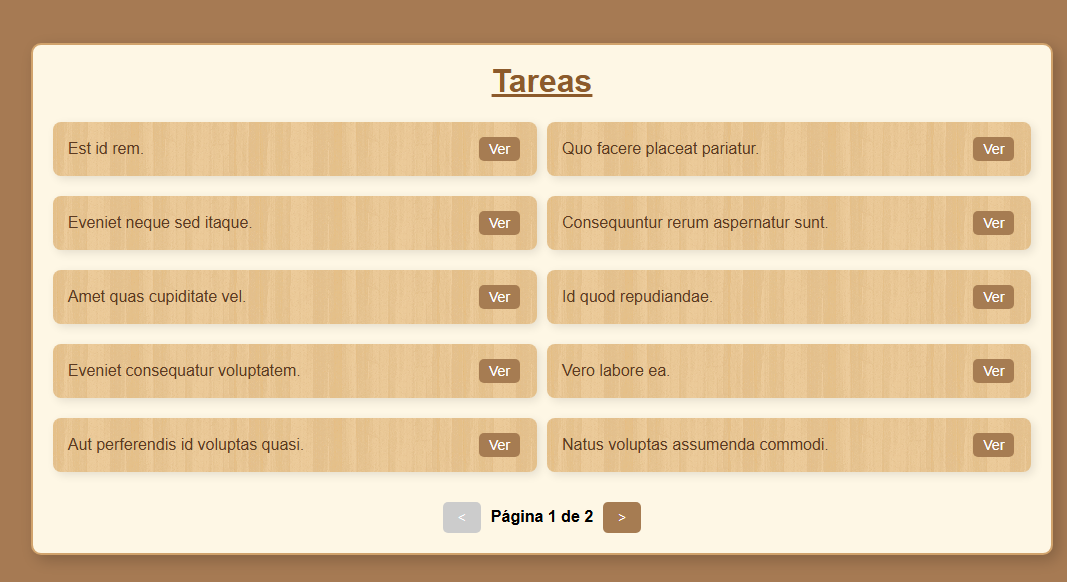 Tareas
Est id rem. Ver
Quo facere placeat pariatur. Ver
Eveniet neque sed itaque. Ver
Consequuntur rerum aspernatur sunt. Ver
Amet quas cupiditate vel. Ver
Id quod repudiandae. Ver
Eveniet consequatur voluptatem. Ver
Vero labore ea. Ver
Aut perferendis id voluptas quasi. Ver
Natus voluptas assumenda commodi. Ver
< Página 1 de 2 >